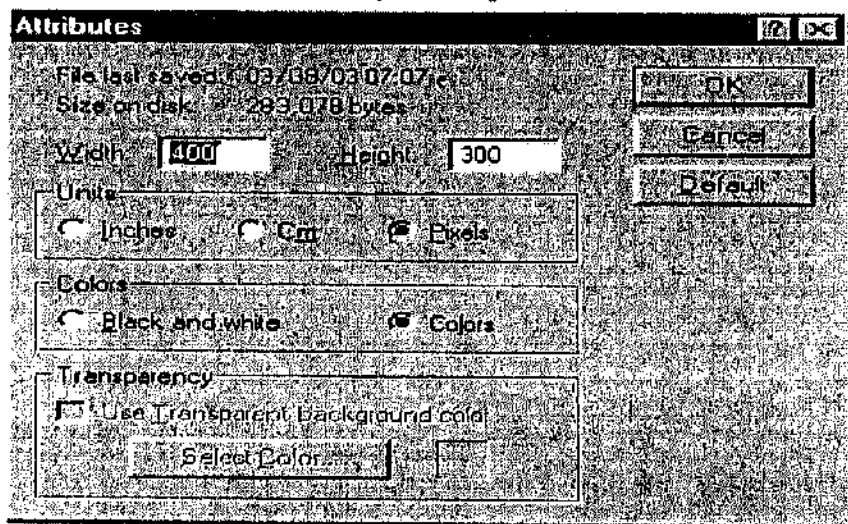 Attributes
File last saved: 03/08/03 07:07
Size on disk: 283,078 bytes
OK
Cancel
Default
Width: 400 Height: 300
Units
Inches Cm Pixels
Colors
Black and white Colors
Transparency
Use Transparent background color
Select Color...